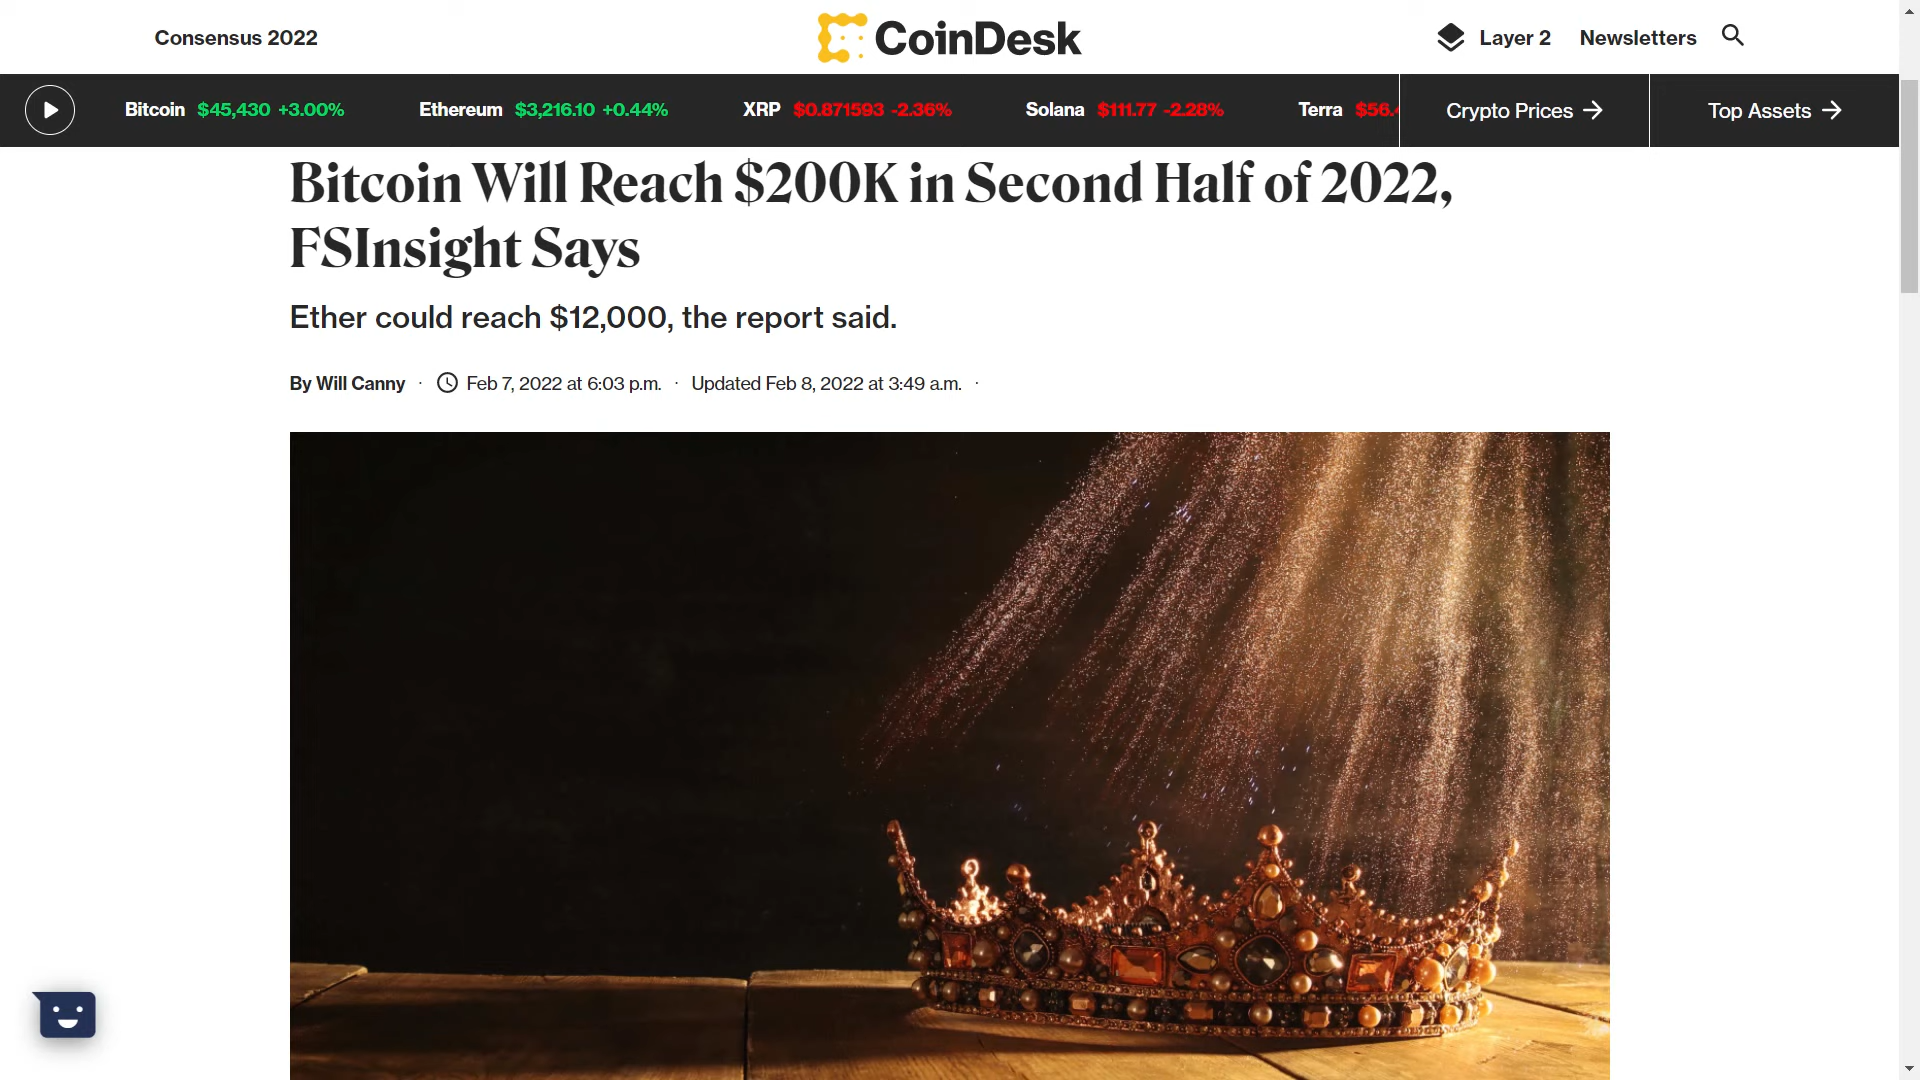 Consensus 2022
CoinDesk
Layer 2
Newsletters
Bitcoin $45,430 +3.00%
Ethereum $3,216.10 +0.44%
XRP $0.871593 -2.36%
Solana $111.77 -2.28%
Terra $56.4
Crypto Prices →
Top Assets →
Bitcoin Will Reach $200K in Second Half of 2022,
FSInsight Says
Ether could reach $12,000, the report said.
By Will Canny · Feb 7, 2022 at 6:03 p.m. · Updated Feb 8, 2022 at 3:49 a.m. ·